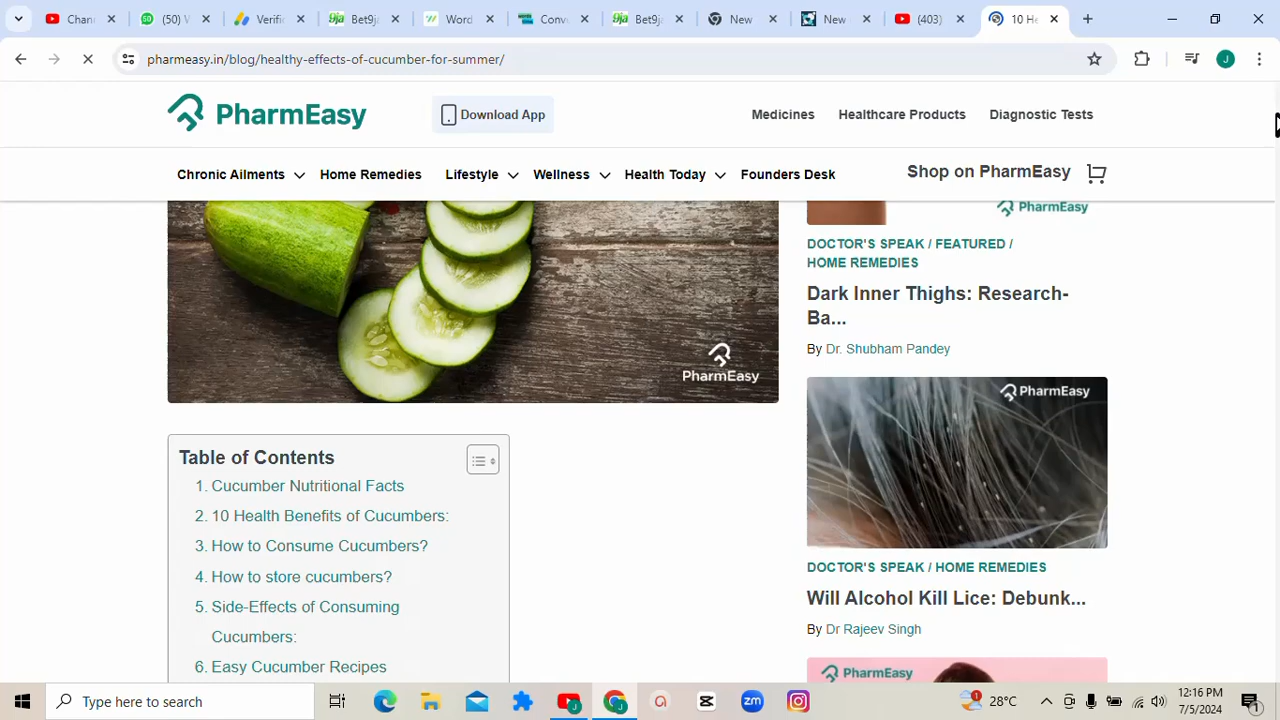 Chann
(50) W
Verifi
Bet9ja
Word
Conve
Bet9ja
New
New
(403)
10 He
pharmeasy.in/blog/healthy-effects-of-cucumber-for-summer/
J
PharmEasy
Download App
Medicines
Healthcare Products
Diagnostic Tests
Chronic Ailments
Home Remedies
Lifestyle
Wellness
Health Today
Founders Desk
Shop on PharmEasy
PharmEasy
Table of Contents
1. Cucumber Nutritional Facts
2. 10 Health Benefits of Cucumbers:
3. How to Consume Cucumbers?
4. How to store cucumbers?
5. Side-Effects of Consuming
Cucumbers:
6. Easy Cucumber Recipes
PharmEasy
DOCTOR'S SPEAK / FEATURED /
HOME REMEDIES
Dark Inner Thighs: Research-
Ba...
By Dr. Shubham Pandey
PharmEasy
DOCTOR'S SPEAK / HOME REMEDIES
Will Alcohol Kill Lice: Debunk...
By Dr Rajeev Singh
PharmEasy
Type here to search
zm
28°C
12:16 PM
7/5/2024